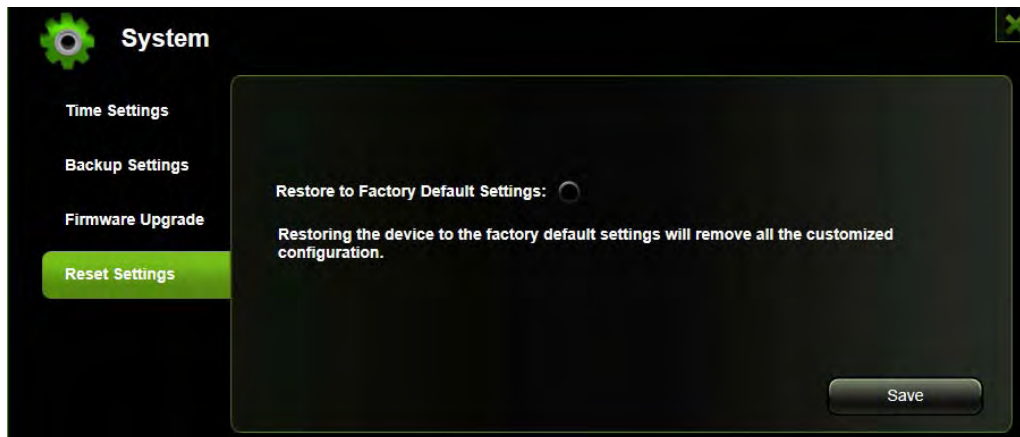 System
Time Settings
Backup Settings
Firmware Upgrade
Reset Settings
Restore to Factory Default Settings:
Restoring the device to the factory default settings will remove all the customized
configuration.
Save